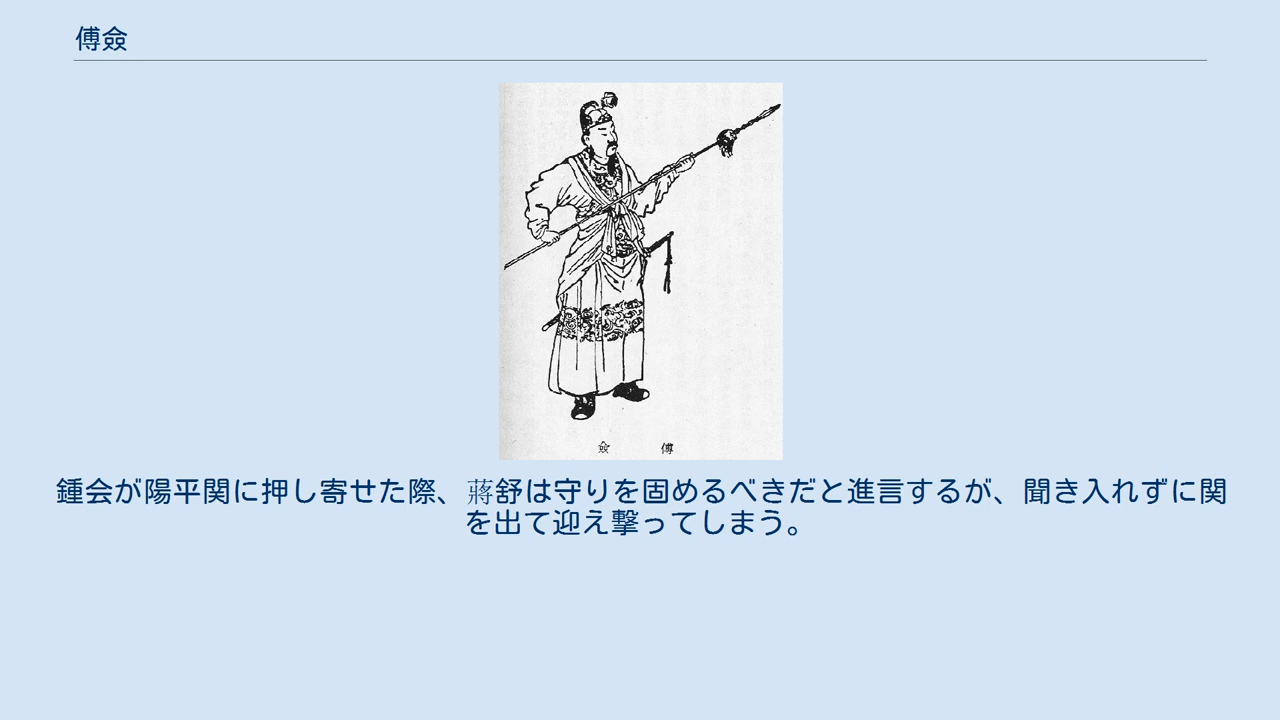 傅僉
僉 傅
鍾会が陽平関に押し寄せた際、蔣舒は守りを固めるべきだと進言するが、聞き入れずに関
を出て迎え撃ってしまう。